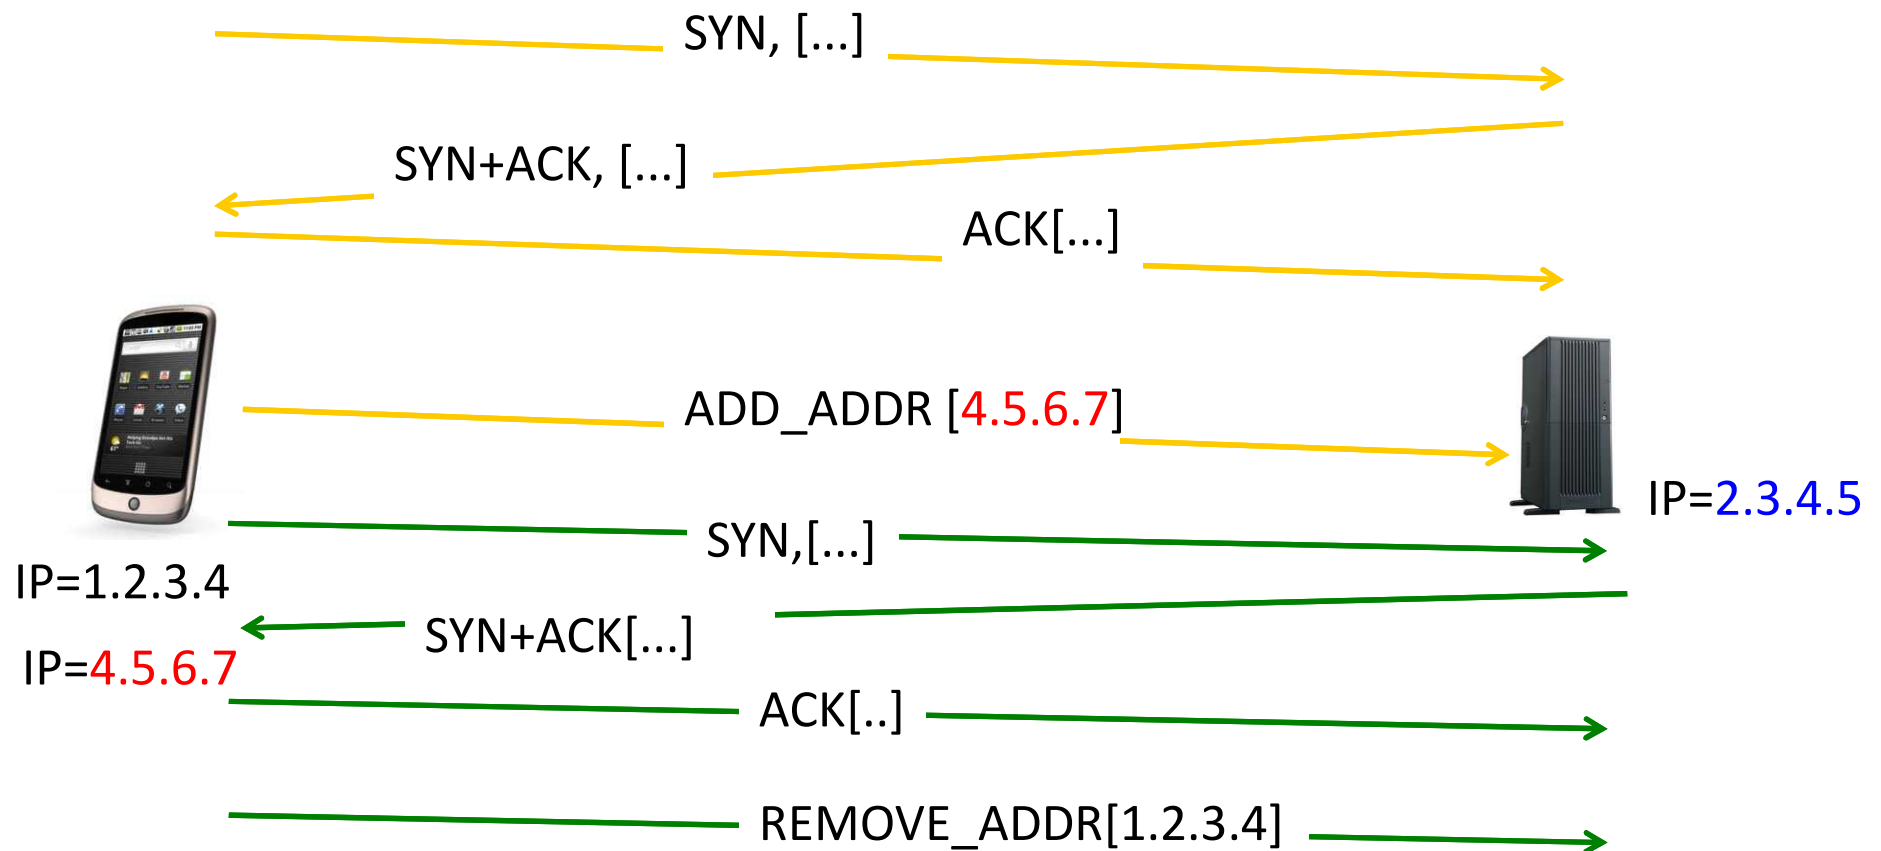 SYN, [...]
SYN+ACK, [...]
ACK[...]
ADD_ADDR [4.5.6.7]
IP=2.3.4.5
SYN,[...]
IP=1.2.3.4
SYN+ACK[...]
IP=4.5.6.7
ACK[..]
REMOVE_ADDR[1.2.3.4]